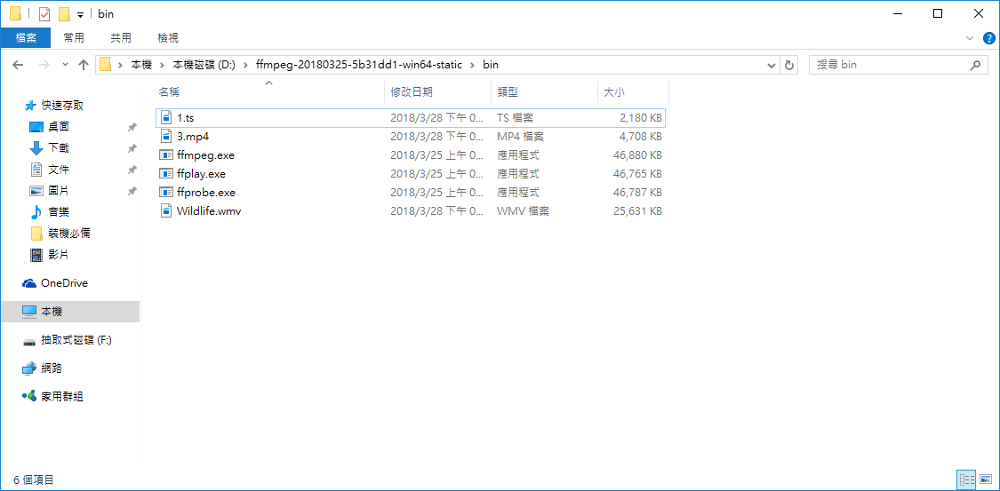 bin
檔案 常用 共用 檢視
本機 本機磁碟 (D:) ffmpeg-20180325-5b31dd1-win64-static bin 搜尋 bin
名稱 修改日期 類型 大小
快速存取
桌面
下載
文件
圖片
音樂
裝機必備
影片
OneDrive
本機
抽取式磁碟 (F:)
網路
家用群組
1.ts 2018/3/28 下午 0... TS 檔案 2,180 KB
3.mp4 2018/3/28 下午 0... MP4 檔案 4,708 KB
ffmpeg.exe 2018/3/25 上午 0... 應用程式 46,880 KB
ffplay.exe 2018/3/25 上午 0... 應用程式 46,765 KB
ffprobe.exe 2018/3/25 上午 0... 應用程式 46,787 KB
Wildlife.wmv 2018/3/28 下午 0... WMV 檔案 25,631 KB
6 個項目